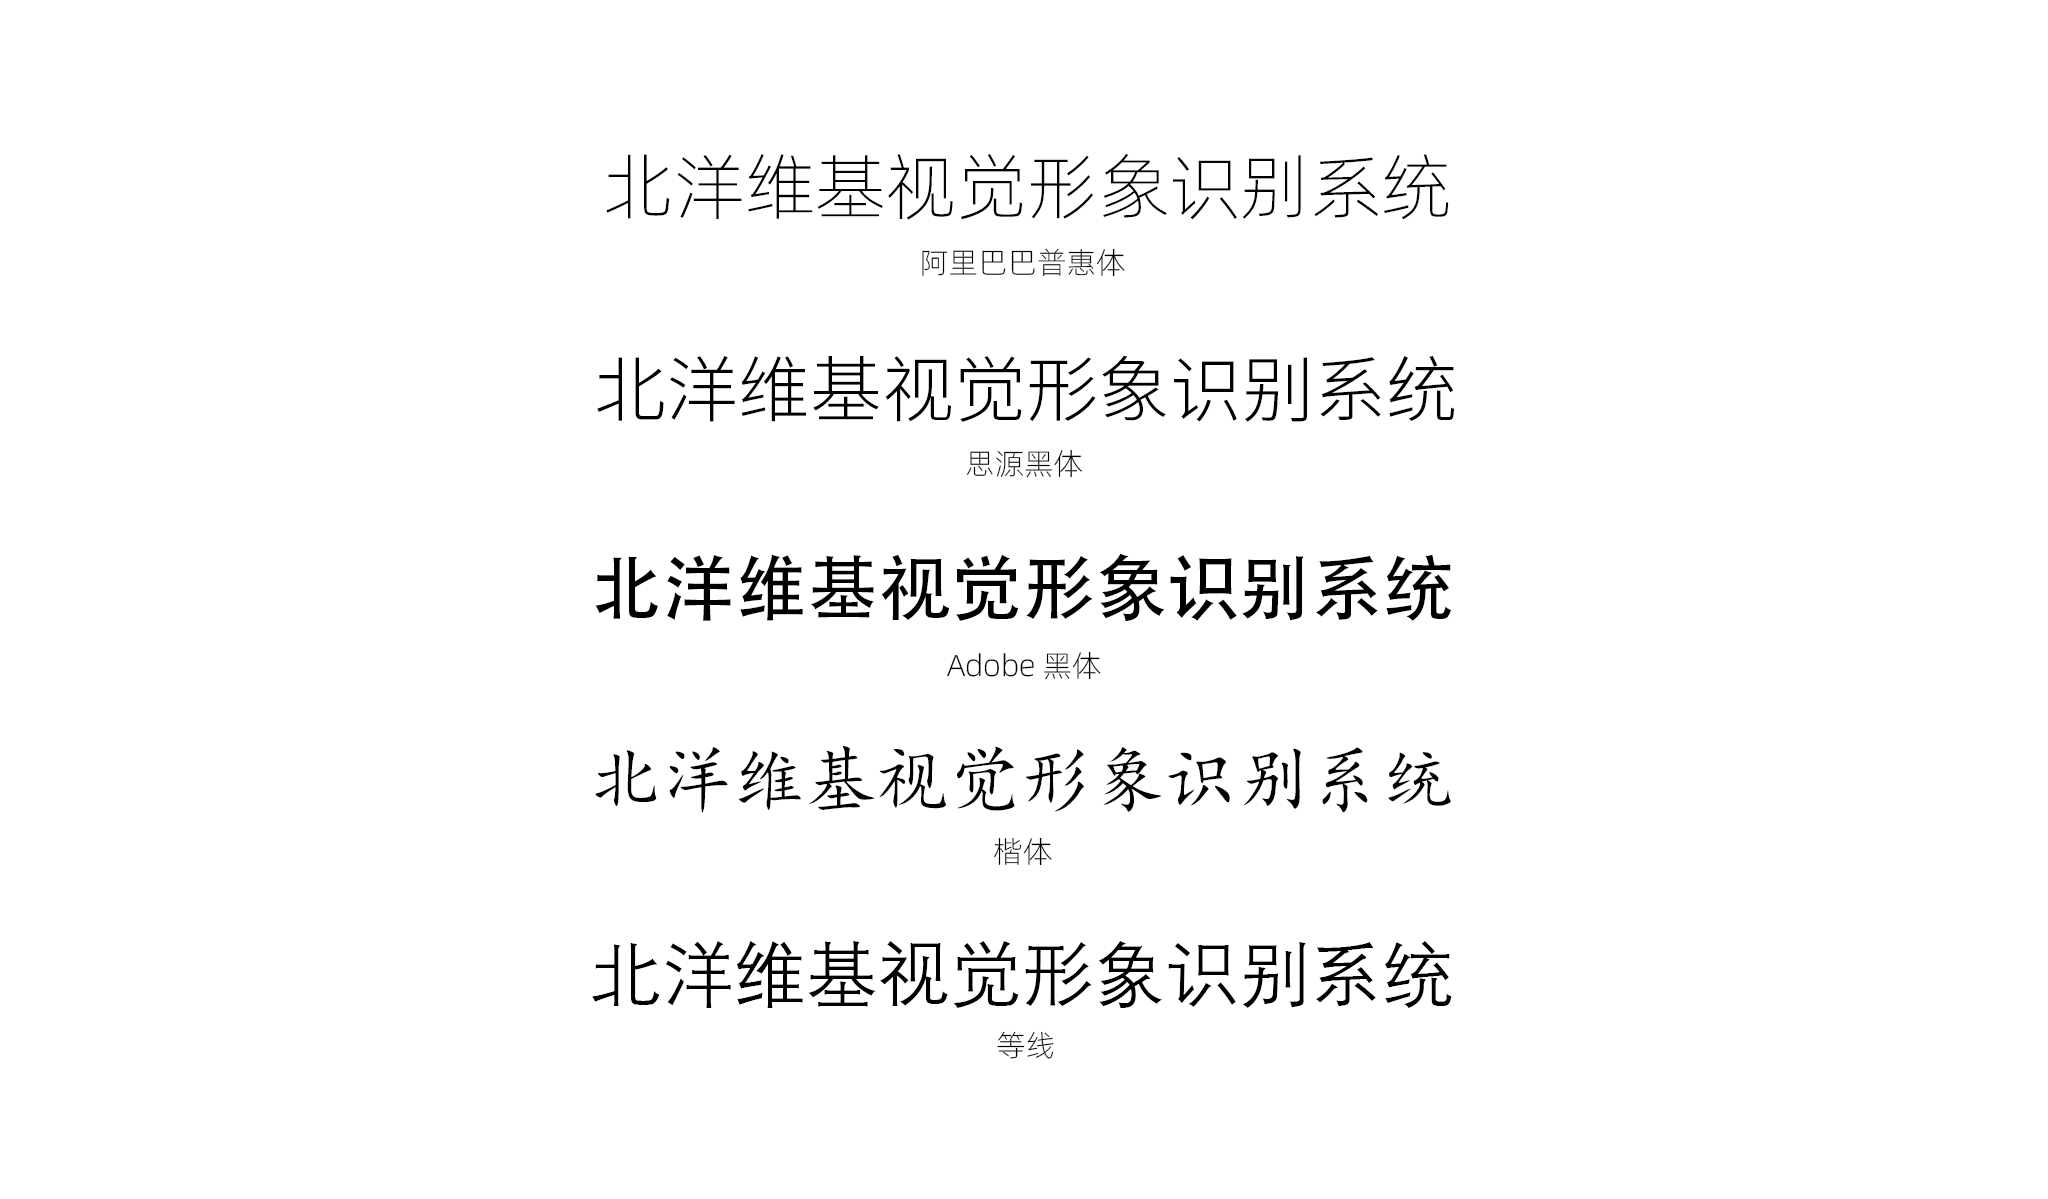 北洋维基视觉形象识别系统
阿里巴巴普惠体
北洋维基视觉形象识别系统
思源黑体
北洋维基视觉形象识别系统
Adobe 黑体
北洋维基视觉形象识别系统
楷体
北洋维基视觉形象识别系统
等线